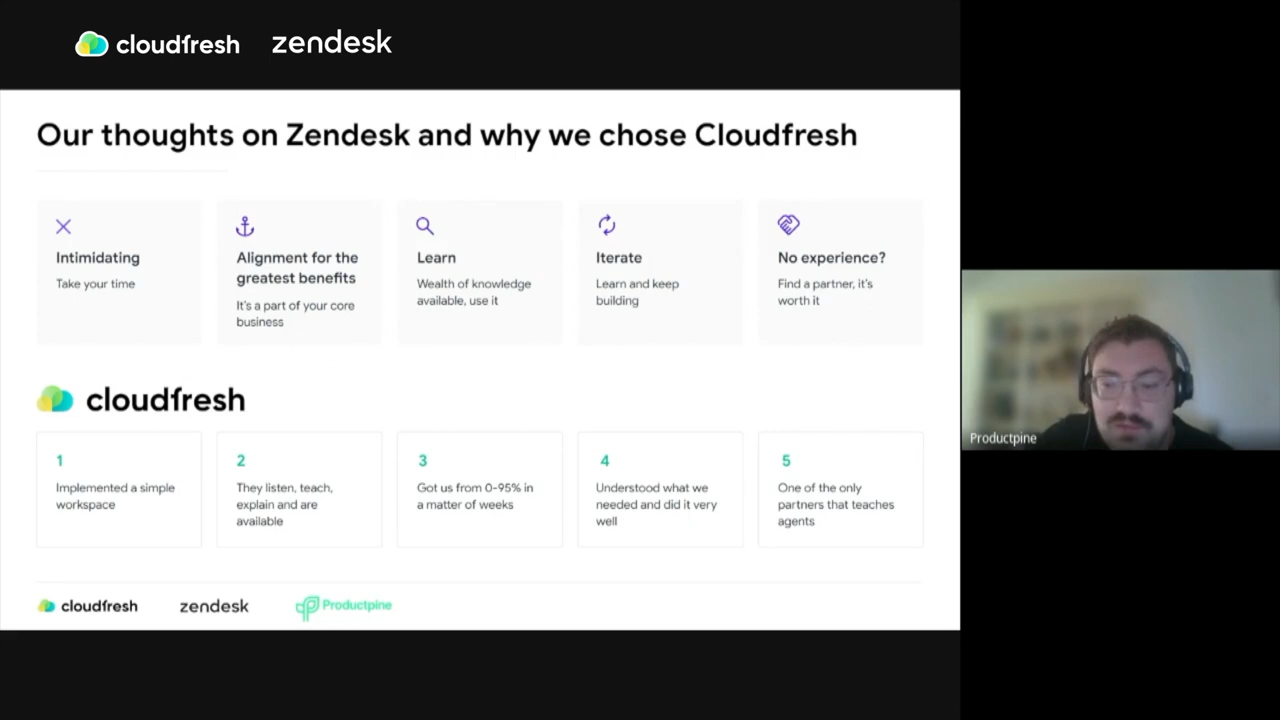 cloudfresh zendesk
Our thoughts on Zendesk and why we chose Cloudfresh
Intimidating
Take your time
Alignment for the
greatest benefits
It's a part of your core
business
Learn
Wealth of knowledge
available, use it
Iterate
Learn and keep
building
No experience?
Find a partner, it's
worth it
cloudfresh
1
Implemented a simple
workspace
2
They listen, teach,
explain and are
available
3
Got us from 0-95% in
a matter of weeks
4
Understood what we
needed and did it very
well
5
One of the only
partners that teaches
agents
cloudfresh zendesk Productpine
Productpine